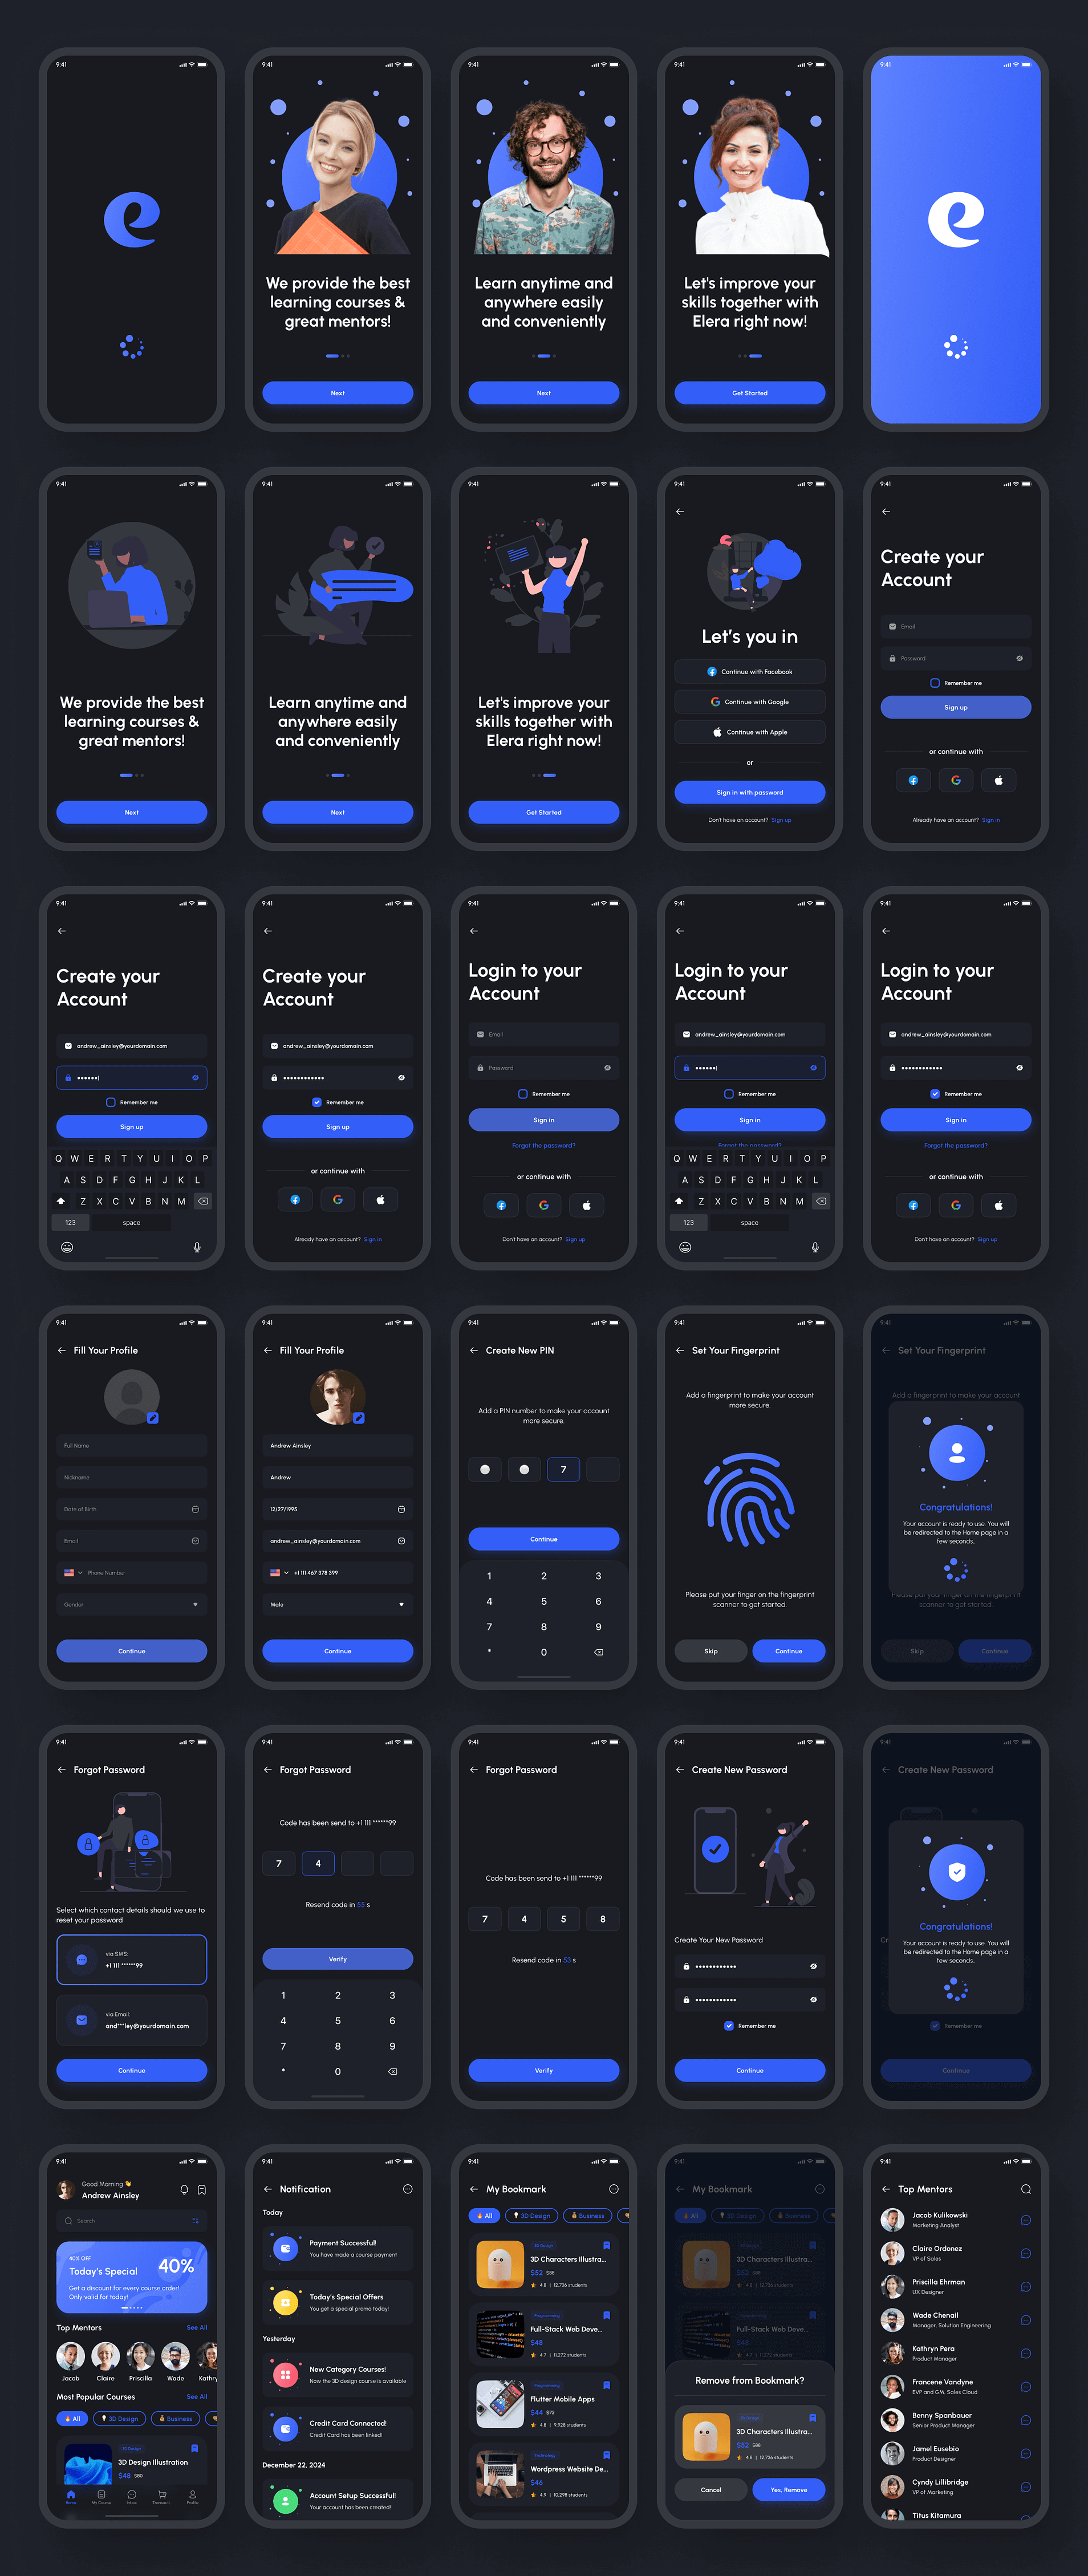 9:41
9:41
We provide the best
learning courses &
great mentors!
Next
9:41
Learn anytime and
anywhere easily
and conveniently
Next
9:41
Let's improve your
skills together with
Elera right now!
Get Started
9:41
9:41
We provide the best
learning courses &
great mentors!
Next
9:41
Learn anytime and
anywhere easily
and conveniently
Next
9:41
Let's improve your
skills together with
Elera right now!
Get Started
9:41
Let's you in
Continue with Facebook
Continue with Google
Continue with Apple
or
Sign in with password
Don't have an account? Sign up
9:41
Create your
Account
Email
Password
Remember me
Sign up
or continue with
Already have an account? Sign in
9:41
Create your
Account
andrew_ainsley@yourdomain.com
Remember me
Sign up
Q W E R T Y U I O P
A S D F G H J K L
Z X C V B N M
123 space
9:41
Create your
Account
andrew_ainsley@yourdomain.com
Remember me
Sign up
or continue with
Already have an account? Sign in
9:41
Login to your
Account
Email
Password
Remember me
Sign in
Forgot the password?
or continue with
Don't have an account? Sign up
9:41
Login to your
Account
andrew_ainsley@yourdomain.com
Remember me
Sign in
Forgot the password?
Q W E R T Y U I O P
A S D F G H J K L
Z X C V B N M
123 space
9:41
Login to your
Account
andrew_ainsley@yourdomain.com
Remember me
Sign in
Forgot the password?
or continue with
Don't have an account? Sign up
9:41
Fill Your Profile
Full Name
Nickname
Date of Birth
Email
Phone Number
Gender
Continue
9:41
Fill Your Profile
Andrew Ainsley
Andrew
12/27/1995
andrew_ainsley@yourdomain.com
+1 111 467 378 399
Male
Continue
9:41
Create New PIN
Add a PIN number to make your account
more secure.
7
Continue
1 2 3
4 5 6
7 8 9
* 0
9:41
Set Your Fingerprint
Add a fingerprint to make your account
more secure.
Please put your finger on the fingerprint
scanner to get started.
Skip Continue
9:41
Set Your Fingerprint
Add a fingerprint to make your account
Congratulations!
Your account is ready to use. You will
be redirected to the Home page in a
few seconds..
Please put your finger on the fingerprint
scanner to get started.
Skip Continue
9:41
Forgot Password
Select which contact details should we use to
reset your password
via SMS:
+1 111 ******99
via Email:
and***ley@yourdomain.com
Continue
9:41
Forgot Password
Code has been send to +1 111 ******99
7 4
Resend code in 55 s
Verify
1 2 3
4 5 6
7 8 9
* 0
9:41
Forgot Password
Code has been send to +1 111 ******99
7 4 5 8
Resend code in 53 s
Verify
9:41
Create New Password
Create Your New Password
Remember me
Continue
9:41
Create New Password
Cr
Congratulations!
Your account is ready to use. You will
be redirected to the Home page in a
few seconds..
Remember me
Continue
9:41
Good Morning 👋
Andrew Ainsley
Search
40% OFF
Today's Special
40%
Get a discount for every course order!
Only valid for today!
Top Mentors See All
Jacob Claire Priscilla Wade Kathry
Most Popular Courses See All
All 3D Design Business
3D Design
3D Design Illustration
$48 $80
Home My Course Inbox Transact.. Profile
9:41
Notification
Today
Payment Successful!
You have made a course payment
Today's Special Offers
You get a special promo today!
Yesterday
New Category Courses!
Now the 3D design course is available
Credit Card Connected!
Credit Card has been linked!
December 22, 2024
Account Setup Successful!
Your account has been created!
9:41
My Bookmark
All 3D Design Business
3D Design
3D Characters Illustra...
$52 $88
4.8 | 12,736 students
Programming
Full-Stack Web Deve...
$48
4.7 | 11,272 students
Programming
Flutter Mobile Apps
$44 $72
4.8 | 9,928 students
Technology
Wordpress Website De...
$46
4.9 | 10,298 students
9:41
My Bookmark
All 3D Design Business
3D Characters Illustra...
$52 $88
4.8 | 12,736 students
Full-Stack Web Deve...
$48
4.7 | 11,272 students
Remove from Bookmark?
3D Design
3D Characters Illustra...
$52 $88
4.8 | 12,736 students
Cancel Yes, Remove
9:41
Top Mentors
Jacob Kulikowski
Marketing Analyst
Claire Ordonez
VP of Sales
Priscilla Ehrman
UX Designer
Wade Chenail
Manager, Solution Engineering
Kathryn Pera
Product Manager
Francene Vandyne
EVP and GM, Sales Cloud
Benny Spanbauer
Senior Product Manager
Jamel Eusebio
Product Designer
Cyndy Lillibridge
VP of Marketing
Titus Kitamura